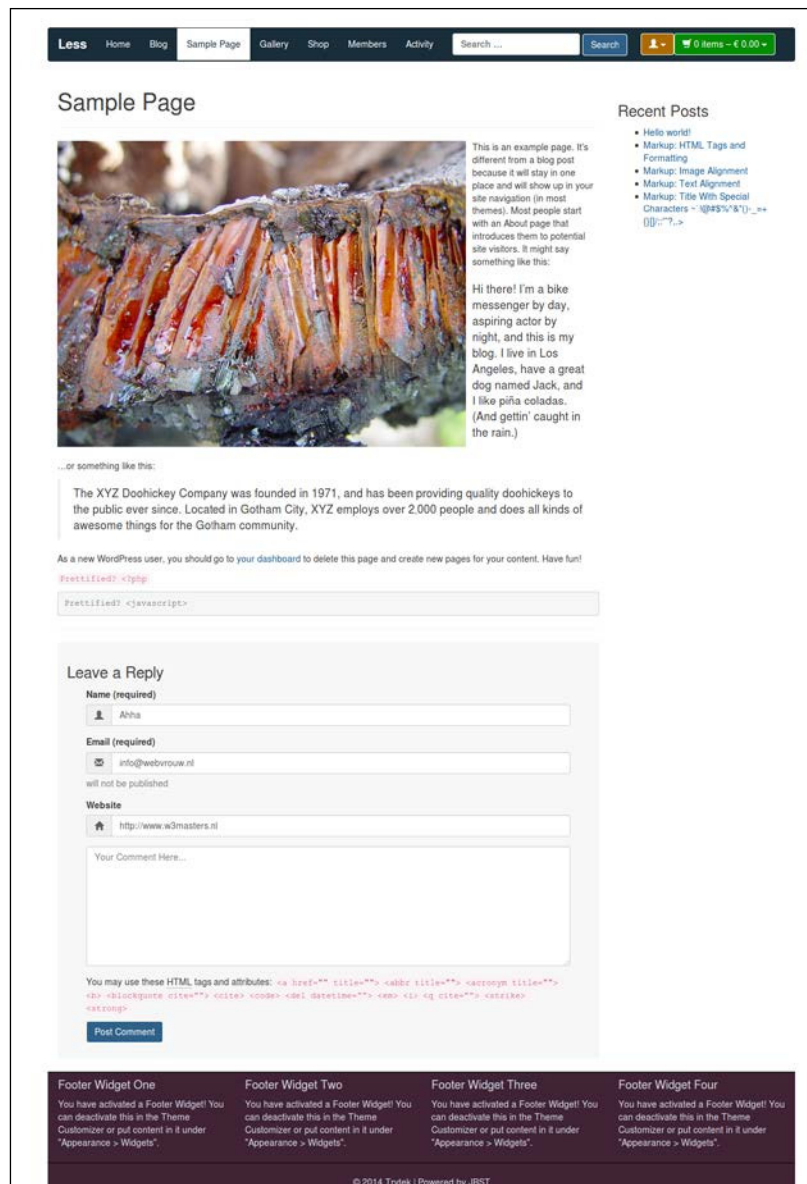 Less Home Blog Sample Page Gallery Shop Members Activity Search ... Search 0 items – € 0.00
Sample Page
This is an example page. It's
different from a blog post
because it will stay in one
place and will show up in your
site navigation (in most
themes). Most people start
with an About page that
introduces them to potential
site visitors. It might say
something like this:
Hi there! I'm a bike
messenger by day,
aspiring actor by
night, and this is my
blog. I live in Los
Angeles, have a great
dog named Jack, and
I like piña coladas.
(And gettin' caught in
the rain.)
...or something like this:
The XYZ Doohickey Company was founded in 1971, and has been providing quality doohickeys to
the public ever since. Located in Gotham City, XYZ employs over 2,000 people and does all kinds of
awesome things for the Gotham community.
As a new WordPress user, you should go to your dashboard to delete this page and create new pages for your content. Have fun!
Prettified? <?php
Prettified? <javascript>
Recent Posts
Hello world!
Markup: HTML Tags and
Formatting
Markup: Image Alignment
Markup: Text Alignment
Markup: Title With Special
Characters
Leave a Reply
Name (required)
Ahha
Email (required)
info@webvrouw.nl
will not be published
Website
http://www.w3masters.nl
Your Comment Here...
You may use these HTML tags and attributes: <a href="" title=""> <abbr title=""> <acronym title="">
<b> <blockquote cite=""> <cite> <code> <del datetime=""> <em> <i> <q cite=""> <strike>
<strong>
Post Comment
Footer Widget One
You have activated a Footer Widget! You
can deactivate this in the Theme
Customizer or put content in it under
"Appearance > Widgets".
Footer Widget Two
You have activated a Footer Widget! You
can deactivate this in the Theme
Customizer or put content in it under
"Appearance > Widgets".
Footer Widget Three
You have activated a Footer Widget! You
can deactivate this in the Theme
Customizer or put content in it under
"Appearance > Widgets".
Footer Widget Four
You have activated a Footer Widget! You
can deactivate this in the Theme
Customizer or put content in it under
"Appearance > Widgets".
© 2014 | Powered by JBST